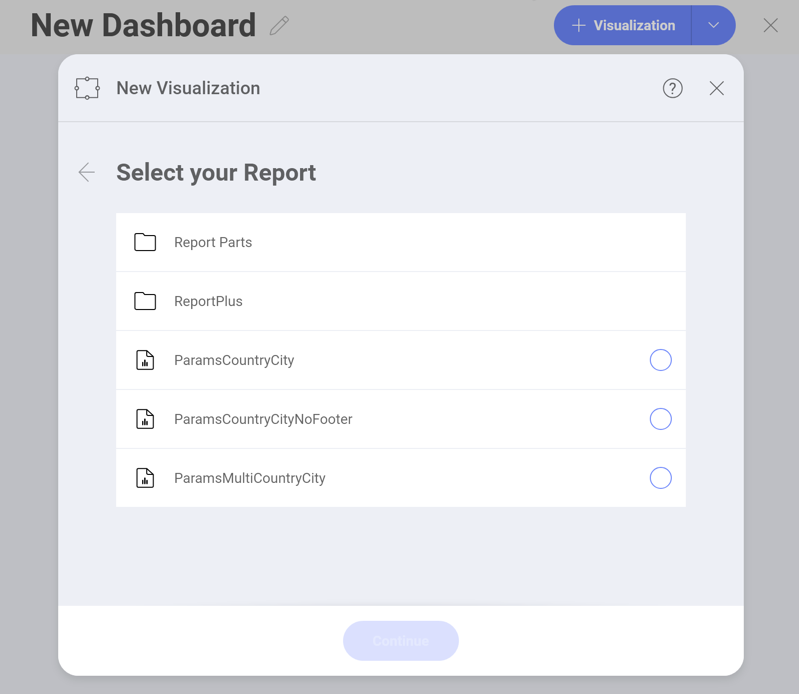 New Dashboard
Visualization
New Visualization
?
Select your Report
Report Parts
ReportPlus
ParamsCountryCity
ParamsCountryCityNoFooter
ParamsMultiCountryCity
Continue